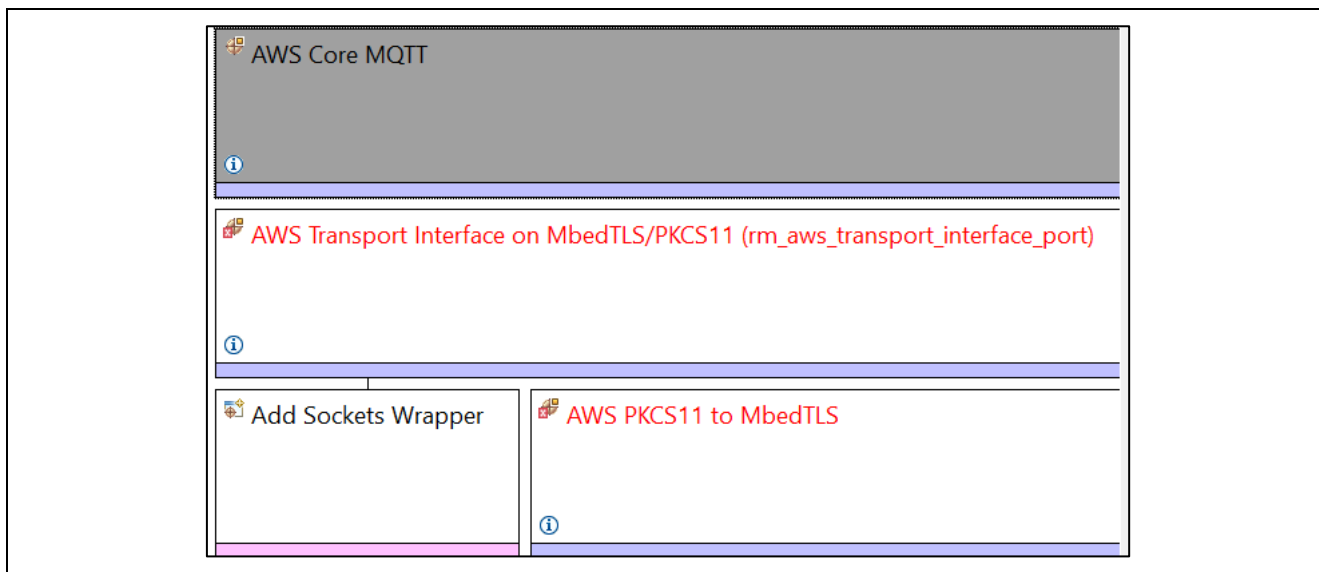 AWS Core MQTT
AWS Transport Interface on MbedTLS/PKCS11 (rm_aws_transport_interface_port)
Add Sockets Wrapper
AWS PKCS11 to MbedTLS